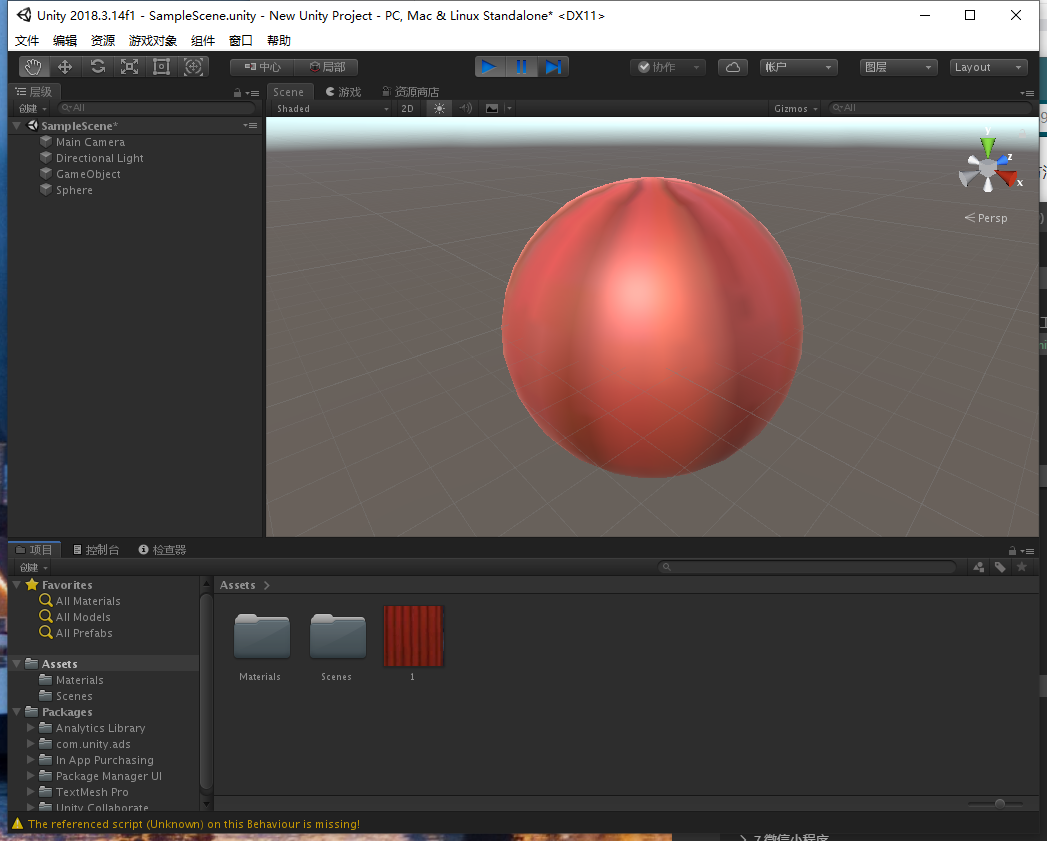 Unity 2018.3.14f1 - SampleScene.unity - New Unity Project - PC, Mac & Linux Standalone* <DX11>
文件 编辑 资源 游戏对象 组件 窗口 帮助
中心 局部 协作 帐户 图层 Layout
层级 Scene 游戏 资源商店
创建 All Shaded 2D Gizmos All
SampleScene*
Main Camera
Directional Light
GameObject
Sphere
y
z
x
Persp
项目 控制台 检查器
创建
Favorites
All Materials
All Models
All Prefabs
Assets
Materials
Scenes
Packages
Analytics Library
com.unity.ads
In App Purchasing
Package Manager UI
TextMesh Pro
Unity Collaborate
Assets
Materials Scenes 1
The referenced script (Unknown) on this Behaviour is missing!
7.微信小程序